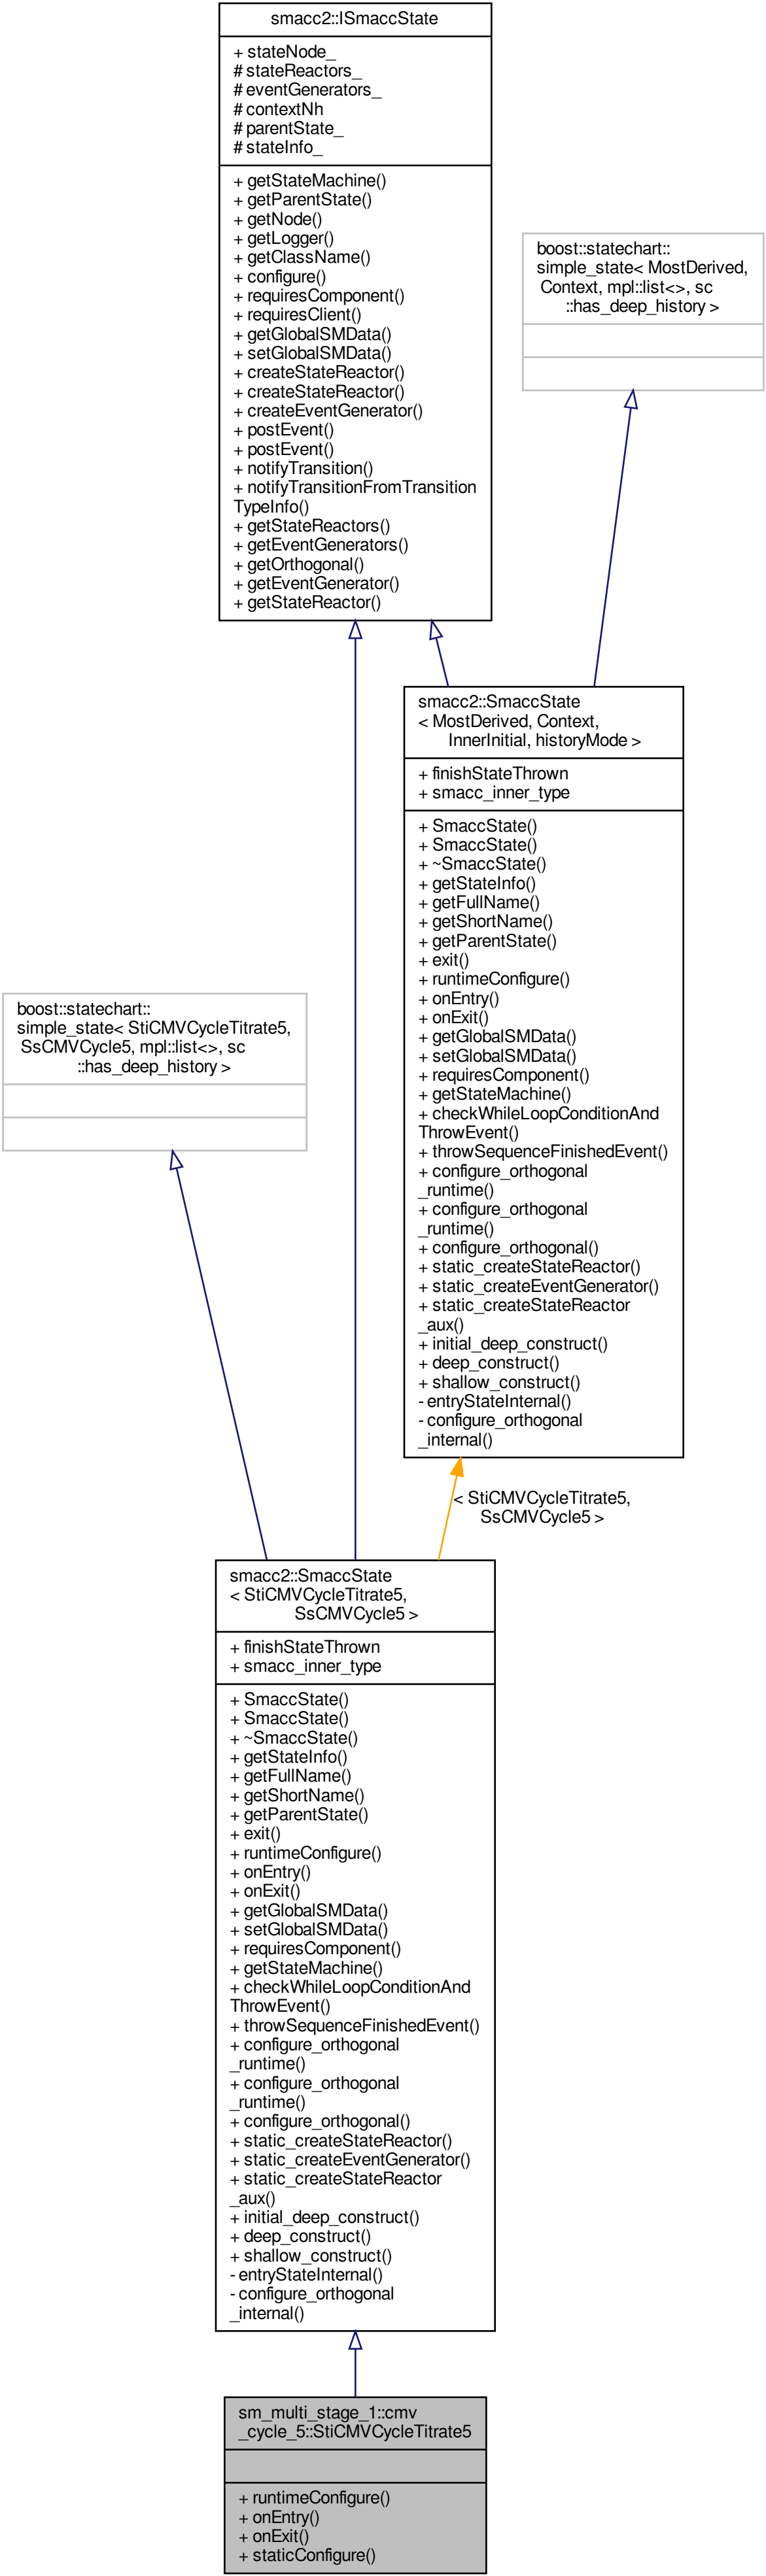 smacc2::ISmaccState
+ stateNode_
# stateReactors_
# eventGenerators_
# contextNh
# parentState_
# stateInfo_
+ getStateMachine()
+ getParentState()
+ getNode()
+ getLogger()
+ getClassName()
+ configure()
+ requiresComponent()
+ requiresClient()
+ getGlobalSMData()
+ setGlobalSMData()
+ createStateReactor()
+ createStateReactor()
+ createEventGenerator()
+ postEvent()
+ postEvent()
+ notifyTransition()
+ notifyTransitionFromTransition
TypeInfo()
+ getStateReactors()
+ getEventGenerators()
+ getOrthogonal()
+ getEventGenerator()
+ getStateReactor()
boost::statechart::
simple_state< MostDerived,
Context, mpl::list<>, sc
::has_deep_history >
smacc2::SmaccState
< MostDerived, Context,
InnerInitial, historyMode >
+ finishStateThrown
+ smacc_inner_type
+ SmaccState()
+ SmaccState()
+ ~SmaccState()
+ getStateInfo()
+ getFullName()
+ getShortName()
+ getParentState()
+ exit()
+ runtimeConfigure()
+ onEntry()
+ onExit()
+ getGlobalSMData()
+ setGlobalSMData()
+ requiresComponent()
+ getStateMachine()
+ checkWhileLoopConditionAnd
ThrowEvent()
+ throwSequenceFinishedEvent()
+ configure_orthogonal
_runtime()
+ configure_orthogonal
_runtime()
+ configure_orthogonal()
+ static_createStateReactor()
+ static_createEventGenerator()
+ static_createStateReactor
_aux()
+ initial_deep_construct()
+ deep_construct()
+ shallow_construct()
- entryStateInternal()
- configure_orthogonal
_internal()
boost::statechart::
simple_state< StiCMVCycleTitrate5,
SsCMVCycle5, mpl::list<>, sc
::has_deep_history >
< StiCMVCycleTitrate5,
SsCMVCycle5 >
smacc2::SmaccState
< StiCMVCycleTitrate5,
SsCMVCycle5 >
+ finishStateThrown
+ smacc_inner_type
+ SmaccState()
+ SmaccState()
+ ~SmaccState()
+ getStateInfo()
+ getFullName()
+ getShortName()
+ getParentState()
+ exit()
+ runtimeConfigure()
+ onEntry()
+ onExit()
+ getGlobalSMData()
+ setGlobalSMData()
+ requiresComponent()
+ getStateMachine()
+ checkWhileLoopConditionAnd
ThrowEvent()
+ throwSequenceFinishedEvent()
+ configure_orthogonal
_runtime()
+ configure_orthogonal
_runtime()
+ configure_orthogonal()
+ static_createStateReactor()
+ static_createEventGenerator()
+ static_createStateReactor
_aux()
+ initial_deep_construct()
+ deep_construct()
+ shallow_construct()
- entryStateInternal()
- configure_orthogonal
_internal()
sm_multi_stage_1::cmv
_cycle_5::StiCMVCycleTitrate5
+ runtimeConfigure()
+ onEntry()
+ onExit()
+ staticConfigure()